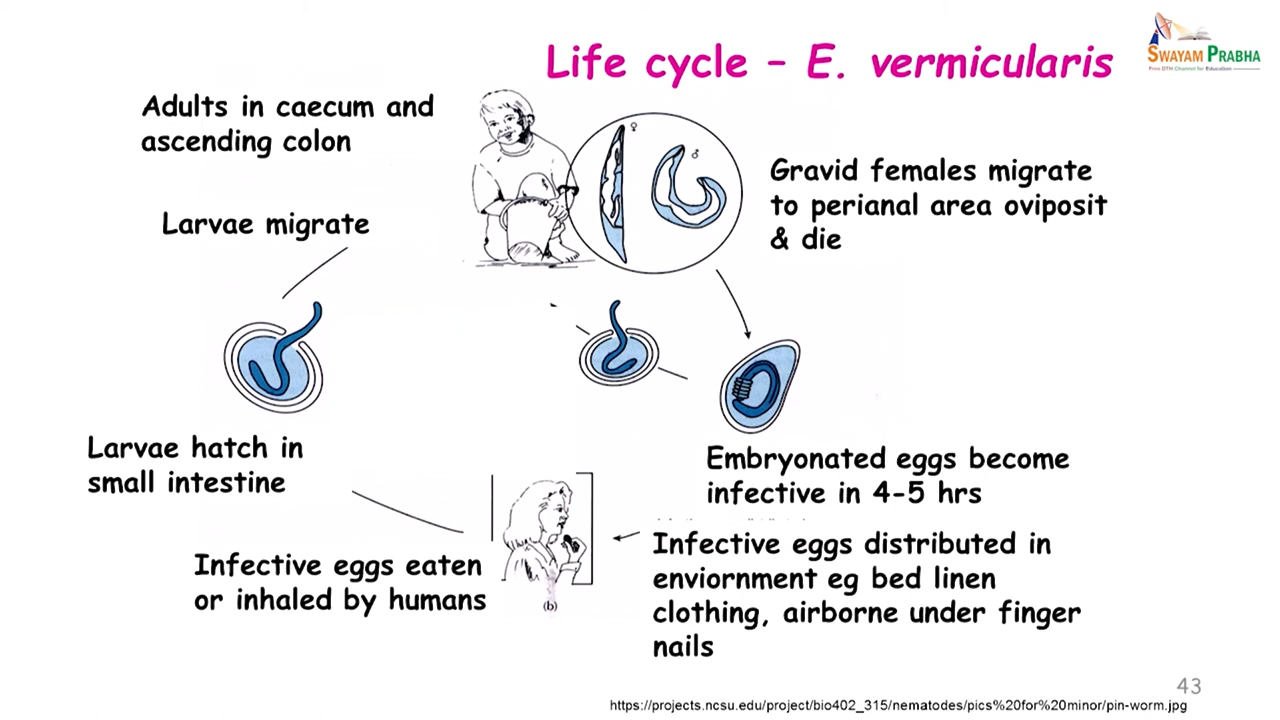 Life cycle – E. vermicularis
SWAYAM PRABHA
Free DTH Channel for Education
Adults in caecum and
ascending colon
♀
♂
Gravid females migrate
to perianal area oviposit
& die
Larvae migrate
Larvae hatch in
small intestine
Embryonated eggs become
infective in 4-5 hrs
Infective eggs distributed in
enviornment eg bed linen
clothing, airborne under finger
nails
Infective eggs eaten
or inhaled by humans
(b)
43
https://projects.ncsu.edu/project/bio402_315/nematodes/pics%20for%20minor/pin-worm.jpg